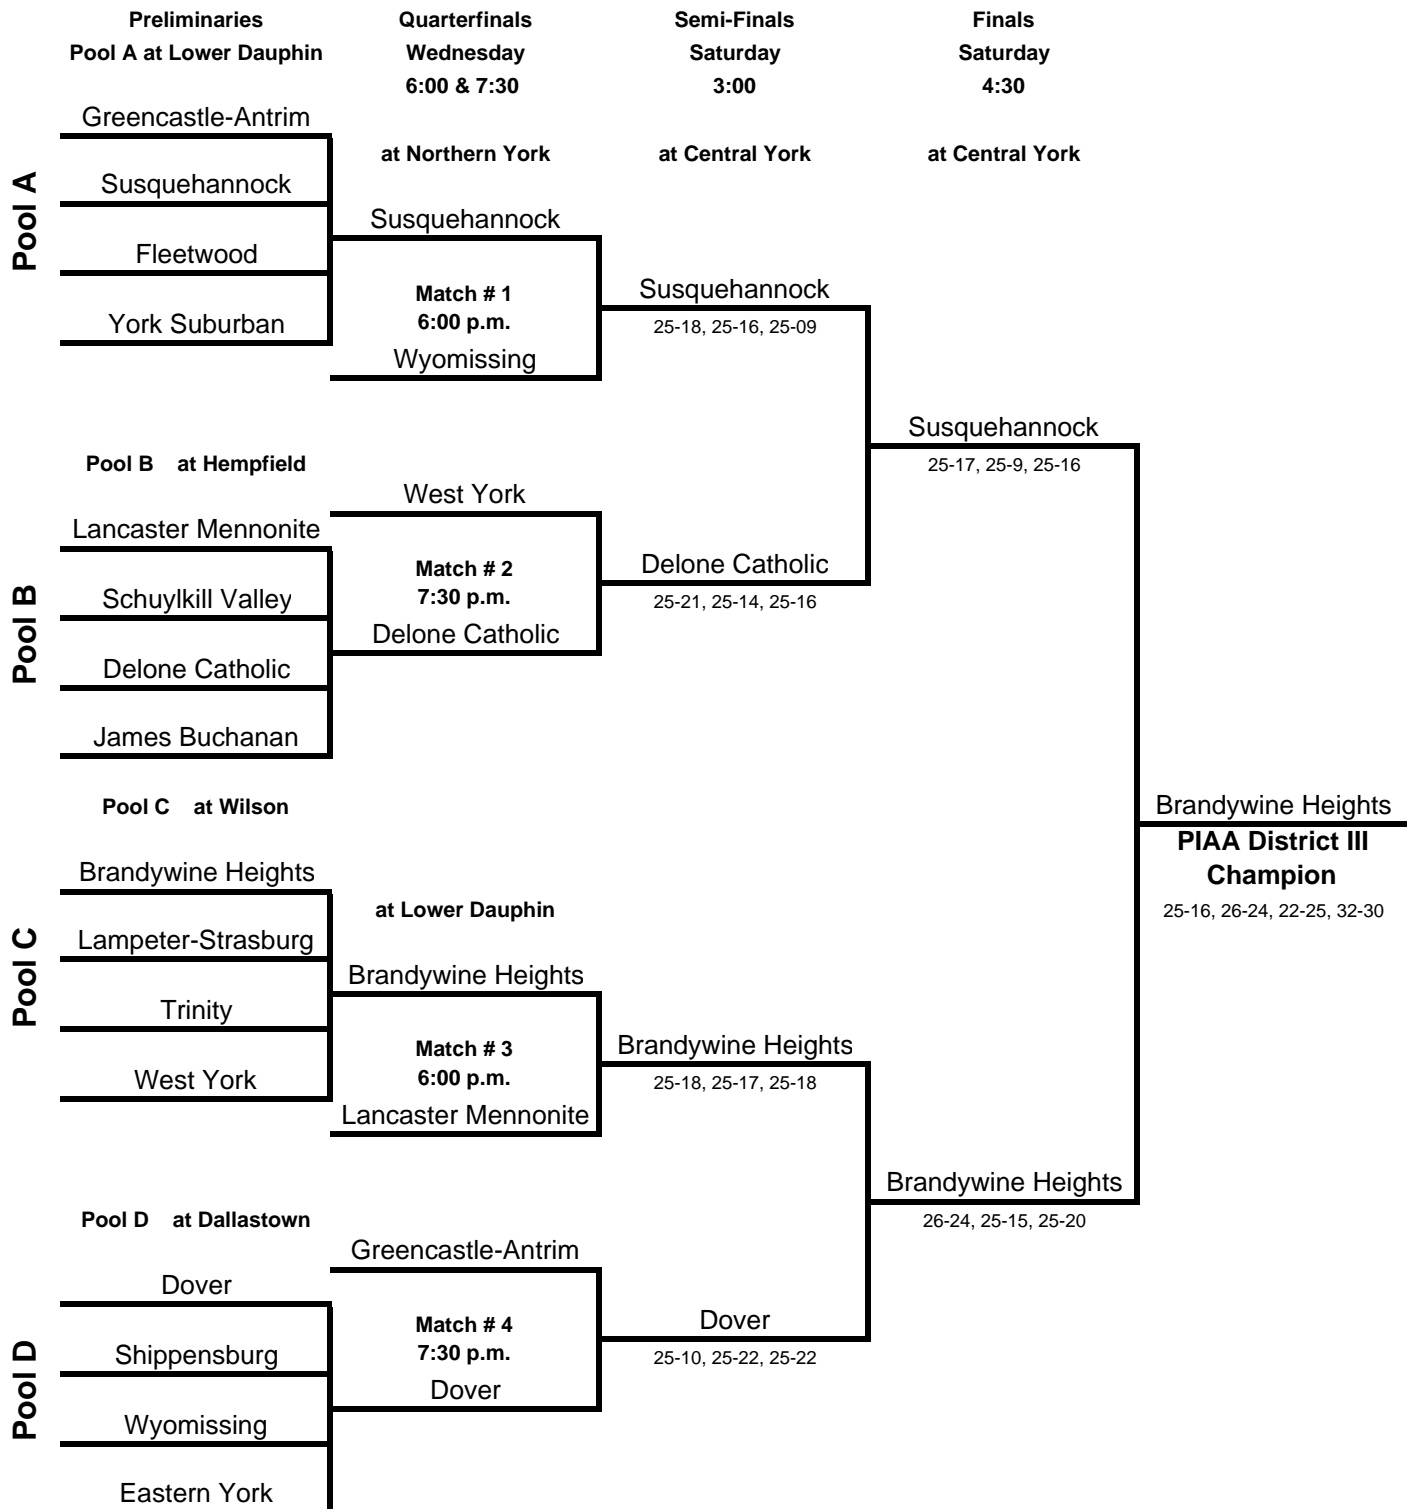 Preliminaries
Pool A at Lower Dauphin
Quarterfinals
Wednesday
6:00 & 7:30
at Northern York
Semi-Finals
Saturday
3:00
at Central York
Finals
Saturday
4:30
at Central York
Pool A
Greencastle-Antrim
Susquehannock
Fleetwood
York Suburban
Susquehannock
Match # 1
6:00 p.m.
Wyomissing
Susquehannock
25-18, 25-16, 25-09
Susquehannock
25-17, 25-9, 25-16
Pool B at Hempfield
Pool B
Lancaster Mennonite
Schuylkill Valley
Delone Catholic
James Buchanan
West York
Match # 2
7:30 p.m.
Delone Catholic
Delone Catholic
25-21, 25-14, 25-16
Brandywine Heights
PIAA District III
Champion
25-16, 26-24, 22-25, 32-30
Pool C at Wilson
Pool C
Brandywine Heights
Lampeter-Strasburg
Trinity
West York
at Lower Dauphin
Brandywine Heights
Match # 3
6:00 p.m.
Lancaster Mennonite
Brandywine Heights
25-18, 25-17, 25-18
Brandywine Heights
26-24, 25-15, 25-20
Pool D at Dallastown
Pool D
Dover
Shippensburg
Wyomissing
Eastern York
Greencastle-Antrim
Match # 4
7:30 p.m.
Dover
Dover
25-10, 25-22, 25-22